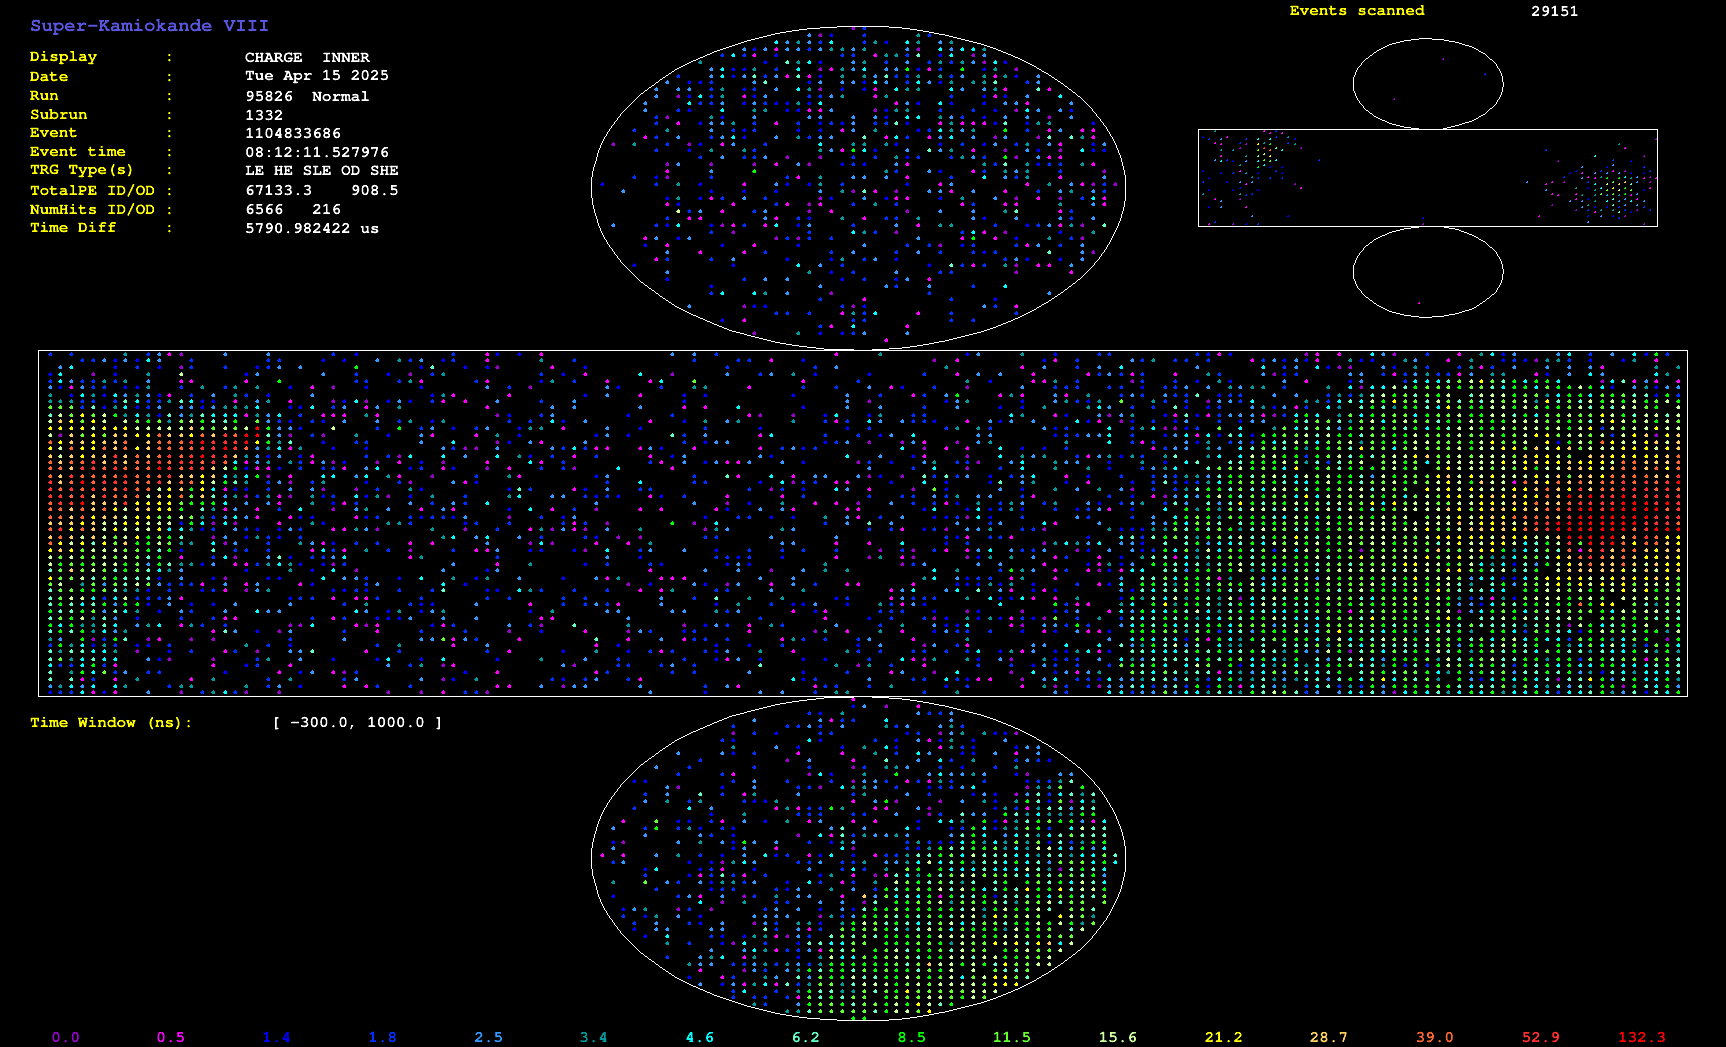 Super-Kamiokande VIII
Events scanned 29151
Display : CHARGE INNER
Date : Tue Apr 15 2025
Run : 95826 Normal
Subrun : 1332
Event : 1104833686
Event time : 08:12:11.527976
TRG Type(s) : LE HE SLE OD SHE
TotalPE ID/OD : 67133.3 908.5
NumHits ID/OD : 6566 216
Time Diff : 5790.982422 us
Time Window (ns): [ -300.0, 1000.0 ]
0.0 0.5 1.4 1.8 2.5 3.4 4.6 6.2 8.5 11.5 15.6 21.2 28.7 39.0 52.9 132.3